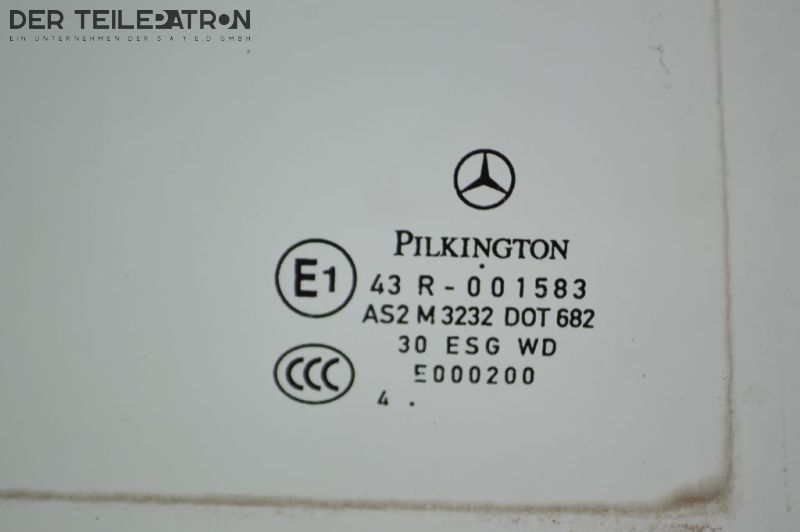 DER TEILEPATRON
EIN UNTERNEHMEN DER S A Y E.D GMBH
PILKINGTON
E1
43 R - 001583
AS2 M 3232 DOT 682
30 ESG WD
CCC
E000200
4 .